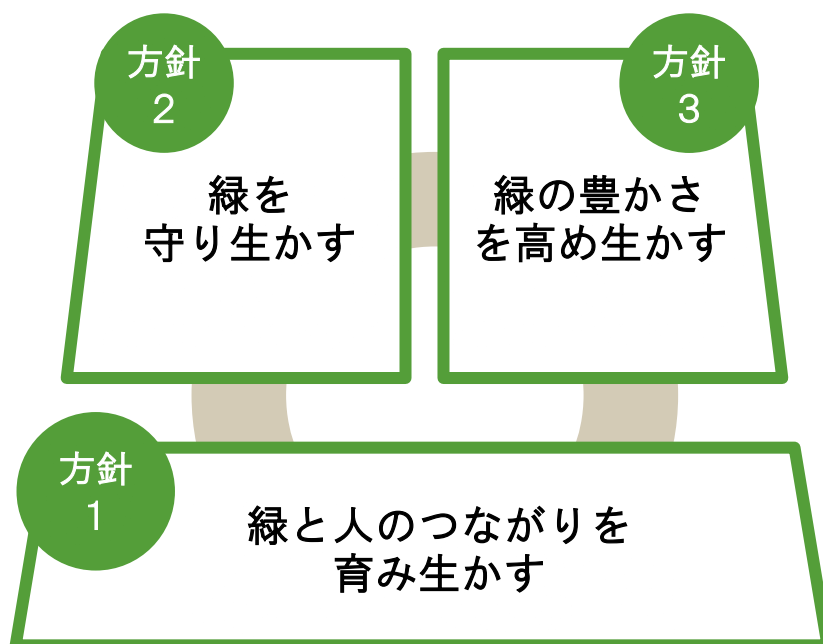 方針
2
緑を
守り生かす
方針
3
緑の豊かさ
を高め生かす
方針
1
緑と人のつながりを
育み生かす